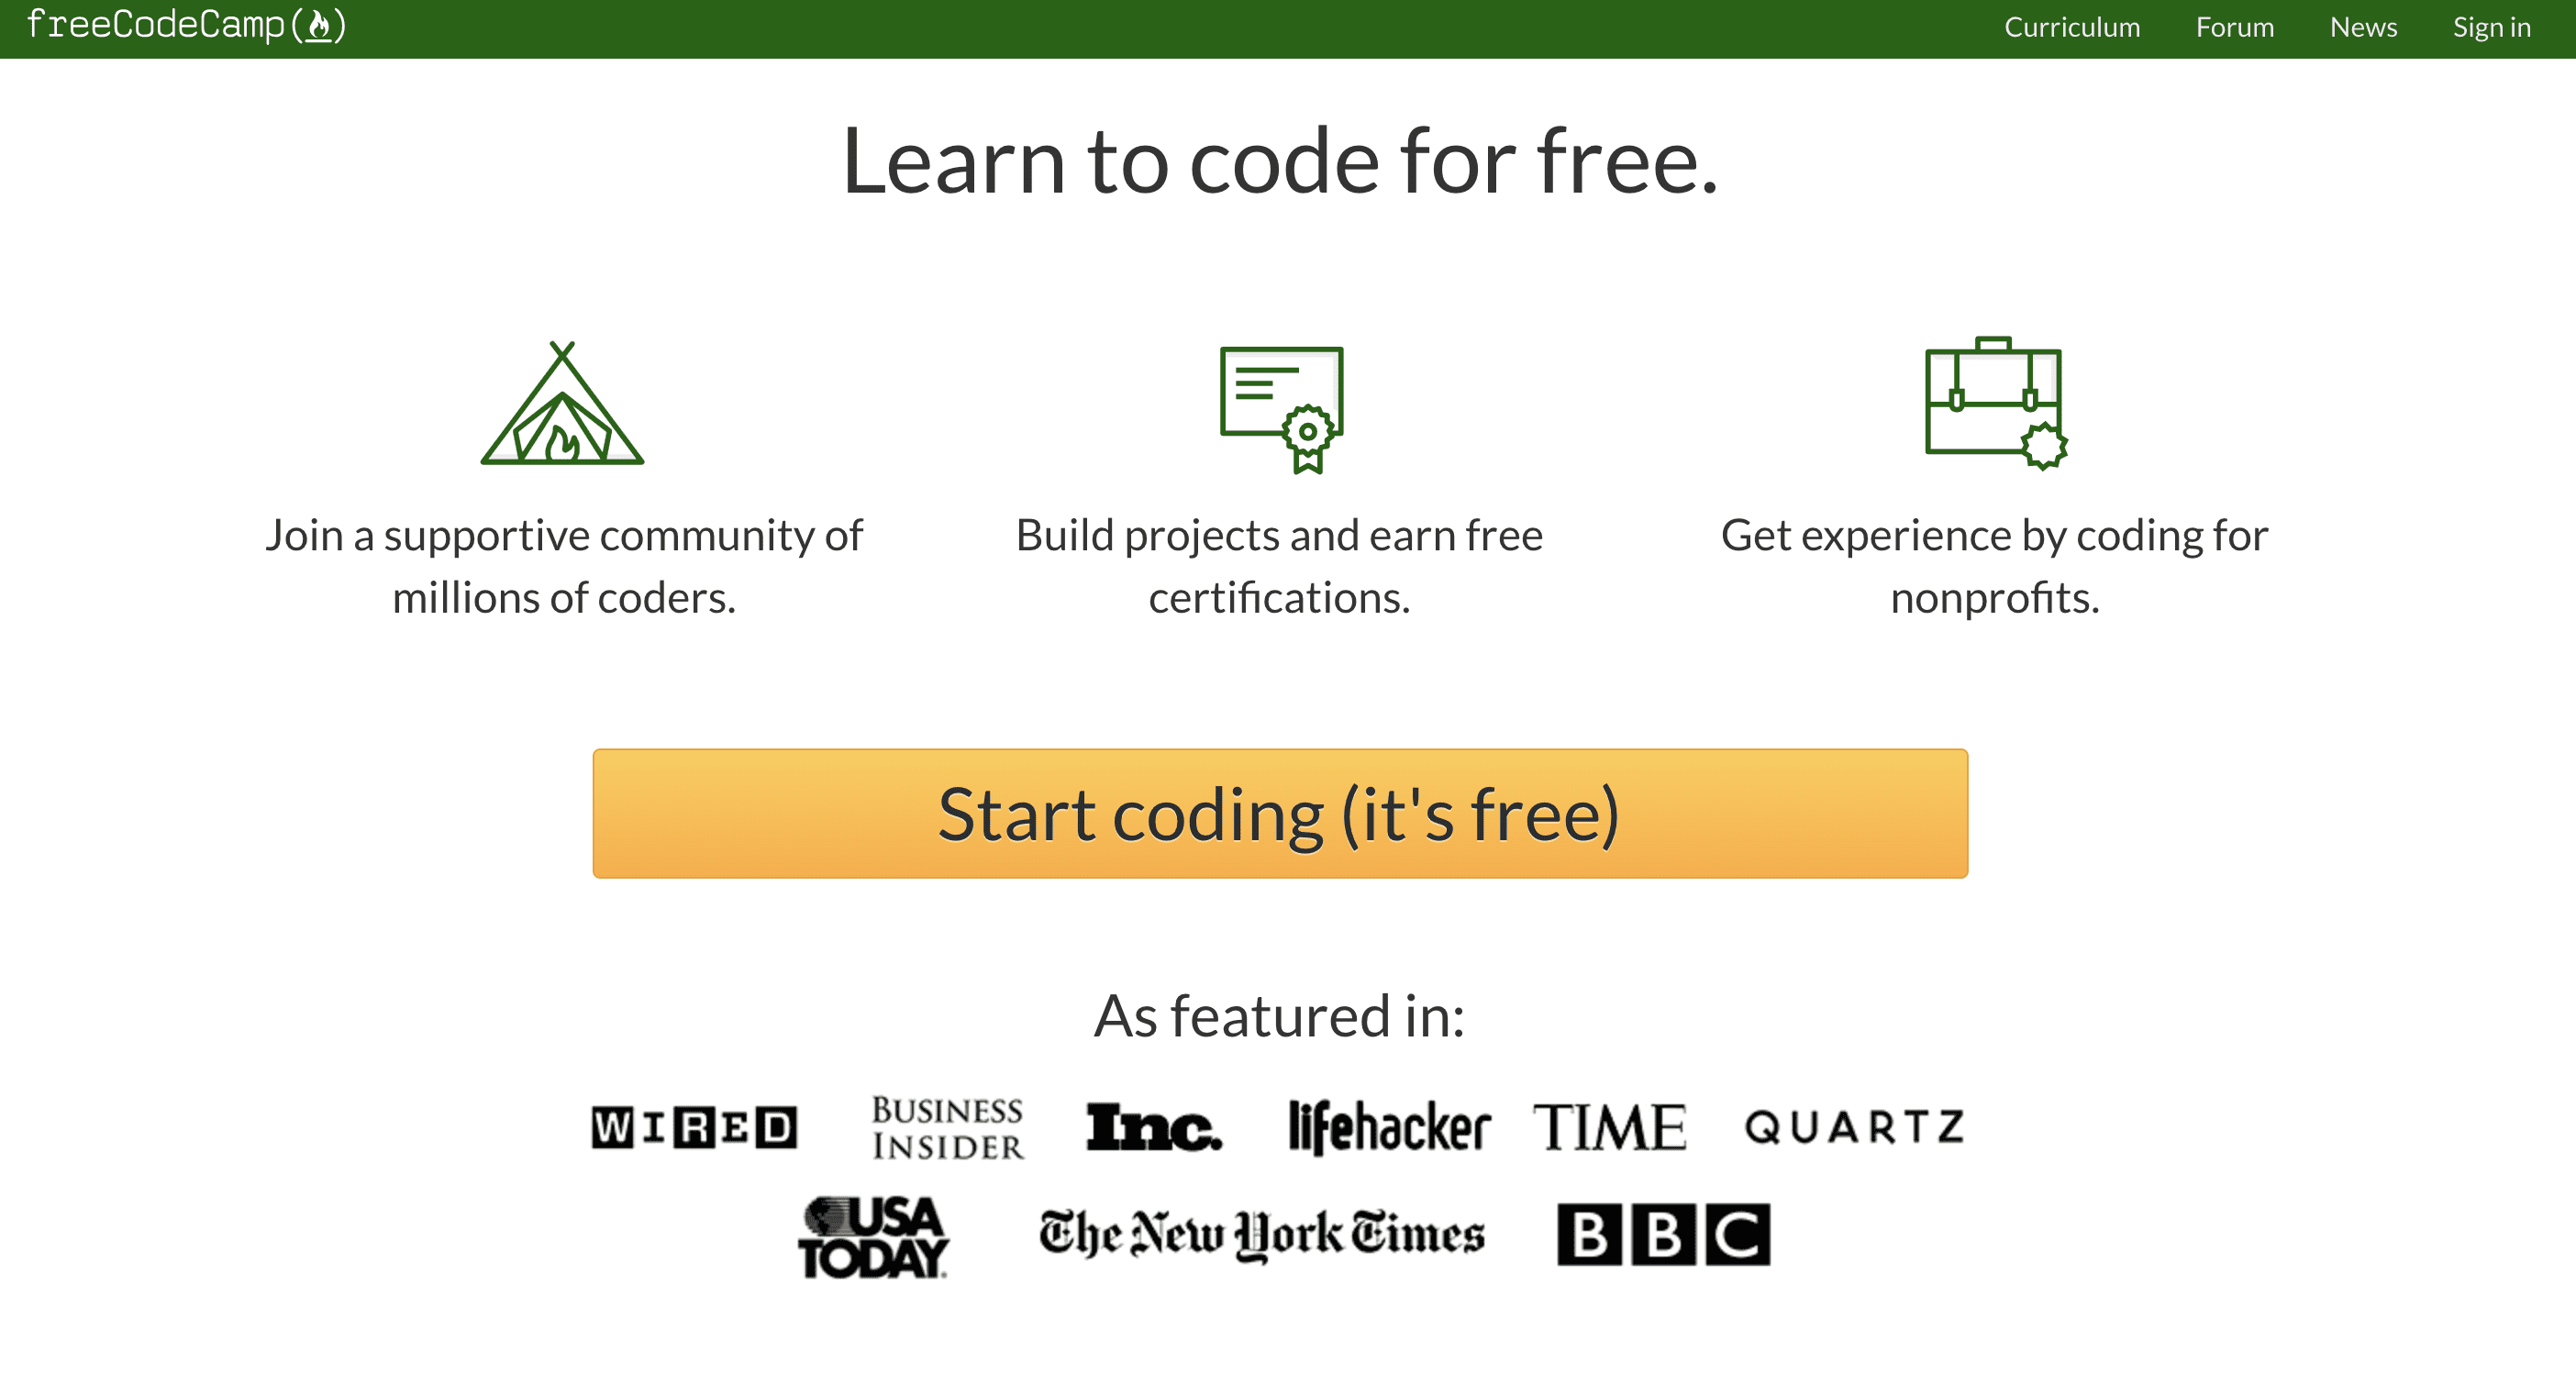 freeCodeCamp
Curriculum Forum News Sign in
Learn to code for free.
Join a supportive community of
millions of coders.
Build projects and earn free
certifications.
Get experience by coding for
nonprofits.
Start coding (it's free)
As featured in:
WIRED
BUSINESS
INSIDER
Inc.
lifehacker
TIME
QUARTZ
USA
TODAY
The New York Times
BBC